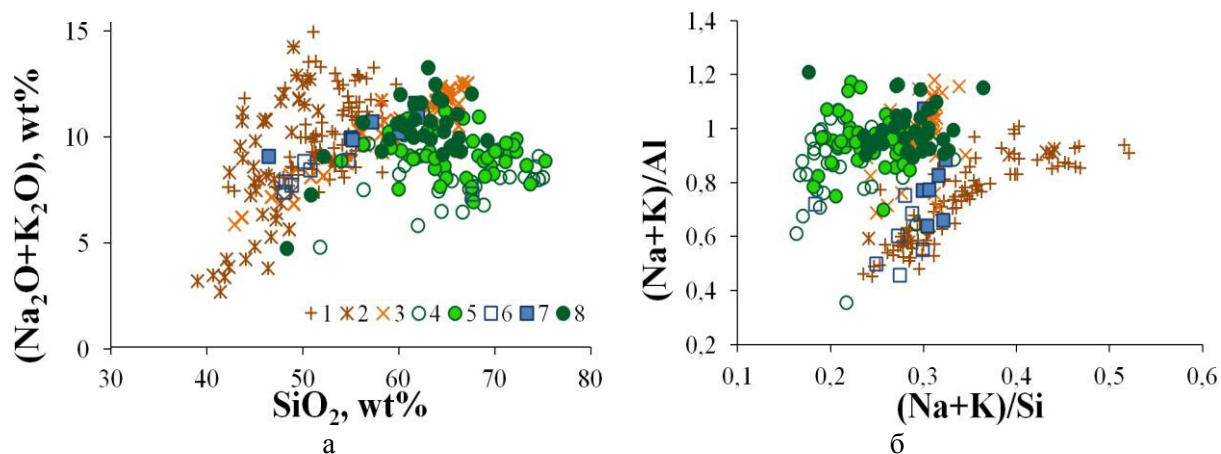 (Na₂O+K₂O), wt%
15
10
5
0
1 2 3 4 5 6 7 8
30 40 50 60 70 80
SiO₂, wt%
а
(Na+K)/Al
1,4
1,2
1
0,8
0,6
0,4
0,2
0,1 0,2 0,3 0,4 0,5 0,6
(Na+K)/Si
б